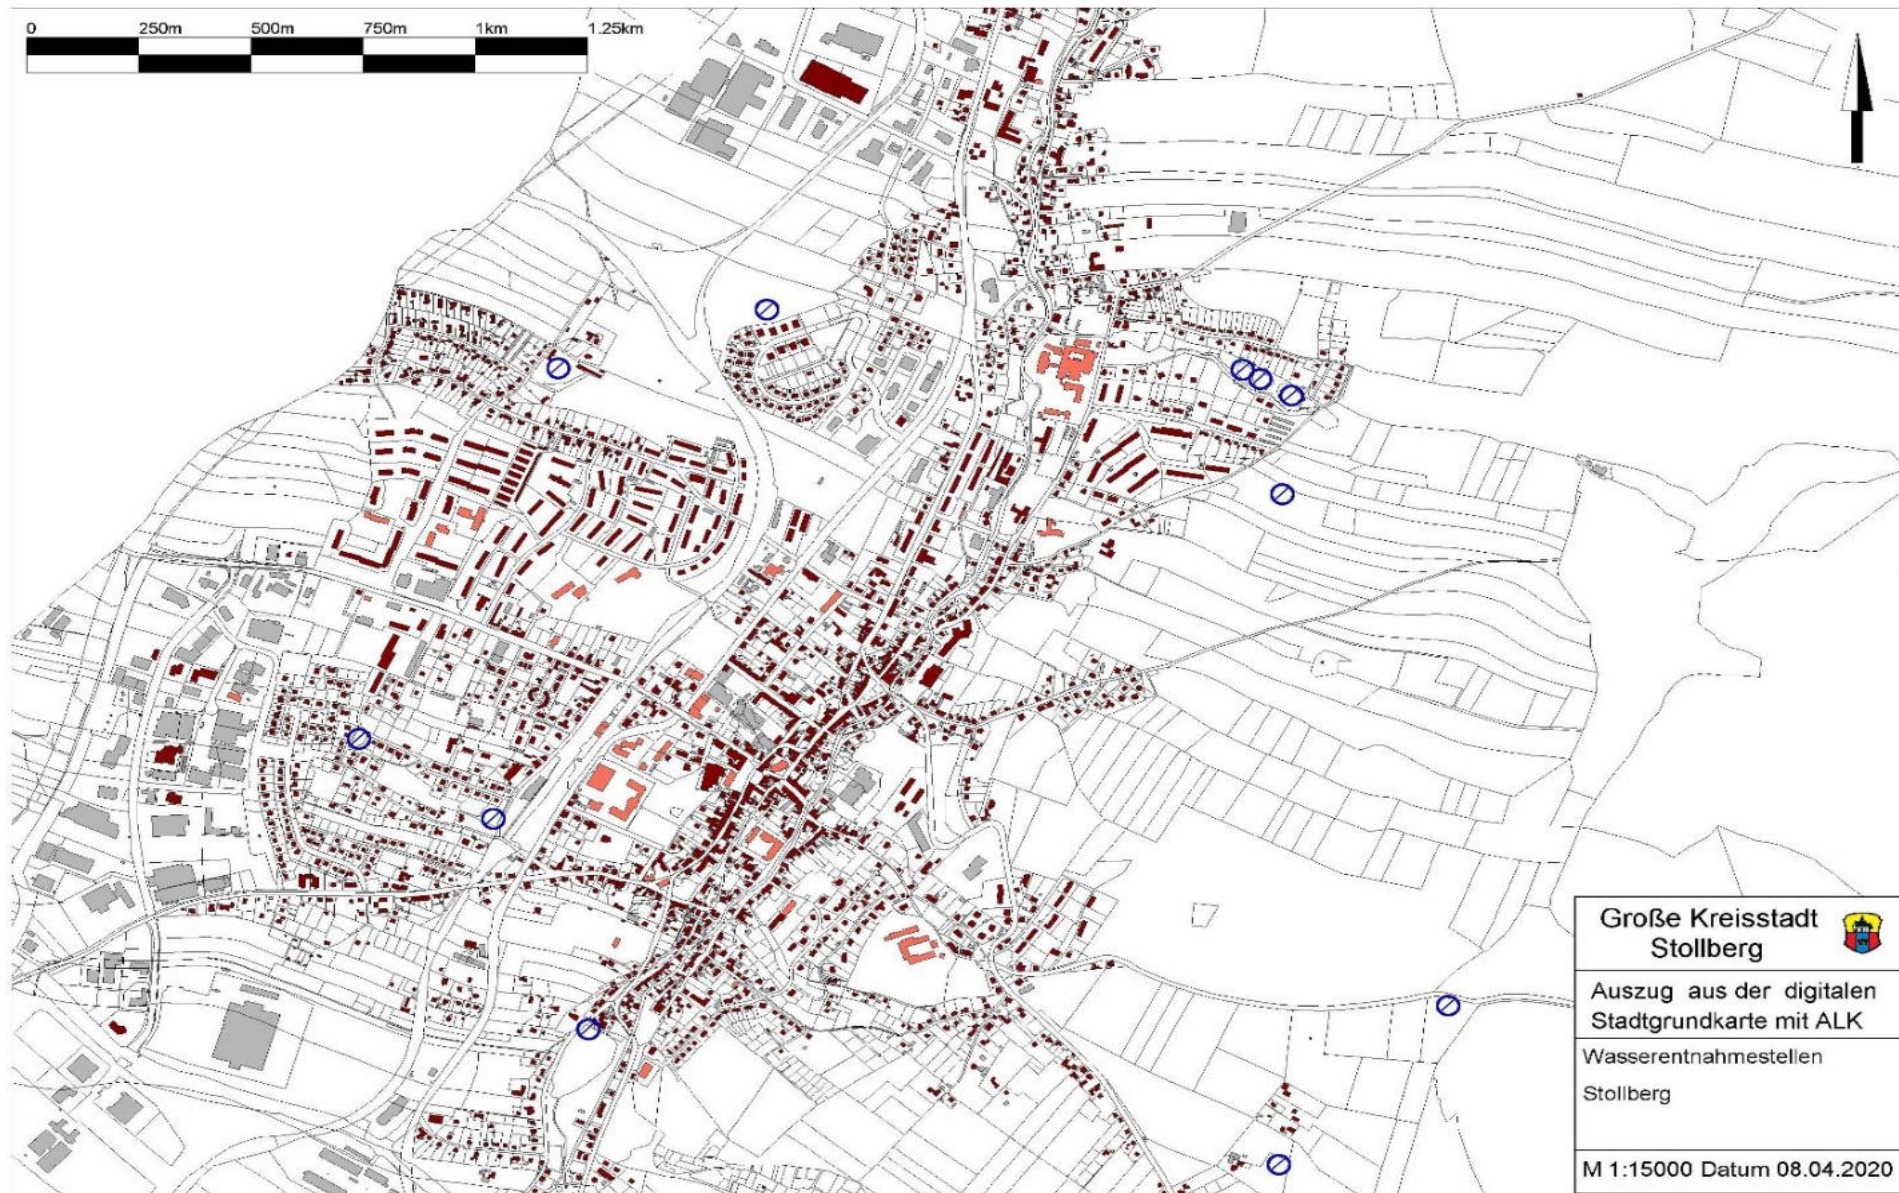 0 250m 500m 750m 1km 1.25km
Große Kreisstadt
Stollberg
Auszug aus der digitalen
Stadtgrundkarte mit ALK
Wasserentnahmestellen
Stollberg
M 1:15000 Datum 08.04.2020